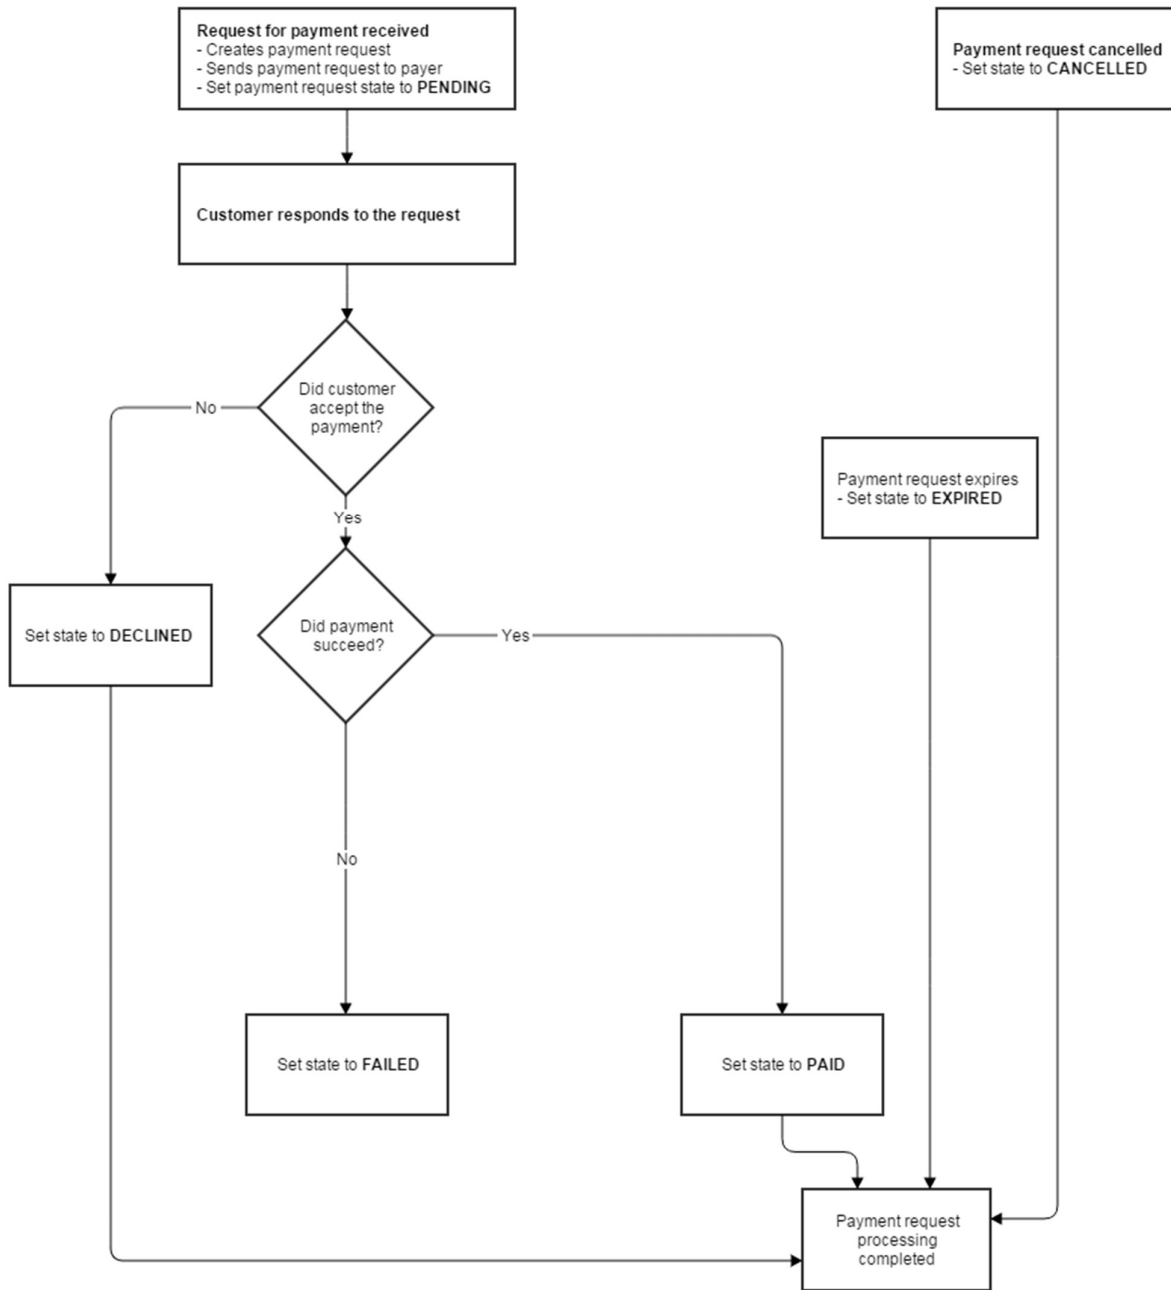 Request for payment received
- Creates payment request
- Sends payment request to payer
- Set payment request state to PENDING
Payment request cancelled
- Set state to CANCELLED
Customer responds to the request
Did customer
accept the
payment?
No
Yes
Payment request expires
- Set state to EXPIRED
Set state to DECLINED
Did payment
succeed?
Yes
No
Set state to FAILED
Set state to PAID
Payment request
processing
completed